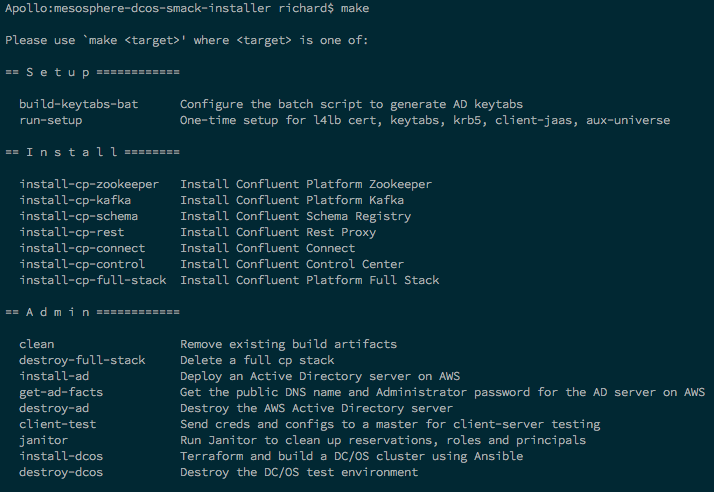 Apollo:mesosphere-dcos-smack-installer richard$ make
Please use `make <target>' where <target> is one of:
== S e t u p ============
build-keytabs-bat Configure the batch script to generate AD keytabs
run-setup One-time setup for l4lb cert, keytabs, krb5, client-jaas, aux-universe
== I n s t a l l ========
install-cp-zookeeper Install Confluent Platform Zookeeper
install-cp-kafka Install Confluent Platform Kafka
install-cp-schema Install Confluent Schema Registry
install-cp-rest Install Confluent Rest Proxy
install-cp-connect Install Confluent Connect
install-cp-control Install Confluent Control Center
install-cp-full-stack Install Confluent Platform Full Stack
== A d m i n ============
clean Remove existing build artifacts
destroy-full-stack Delete a full cp stack
install-ad Deploy an Active Directory server on AWS
get-ad-facts Get the public DNS name and Administrator password for the AD server on AWS
destroy-ad Destroy the AWS Active Directory server
client-test Send creds and configs to a master for client-server testing
janitor Run Janitor to clean up reservations, roles and principals
install-dcos Terraform and build a DC/OS cluster using Ansible
destroy-dcos Destroy the DC/OS test environment